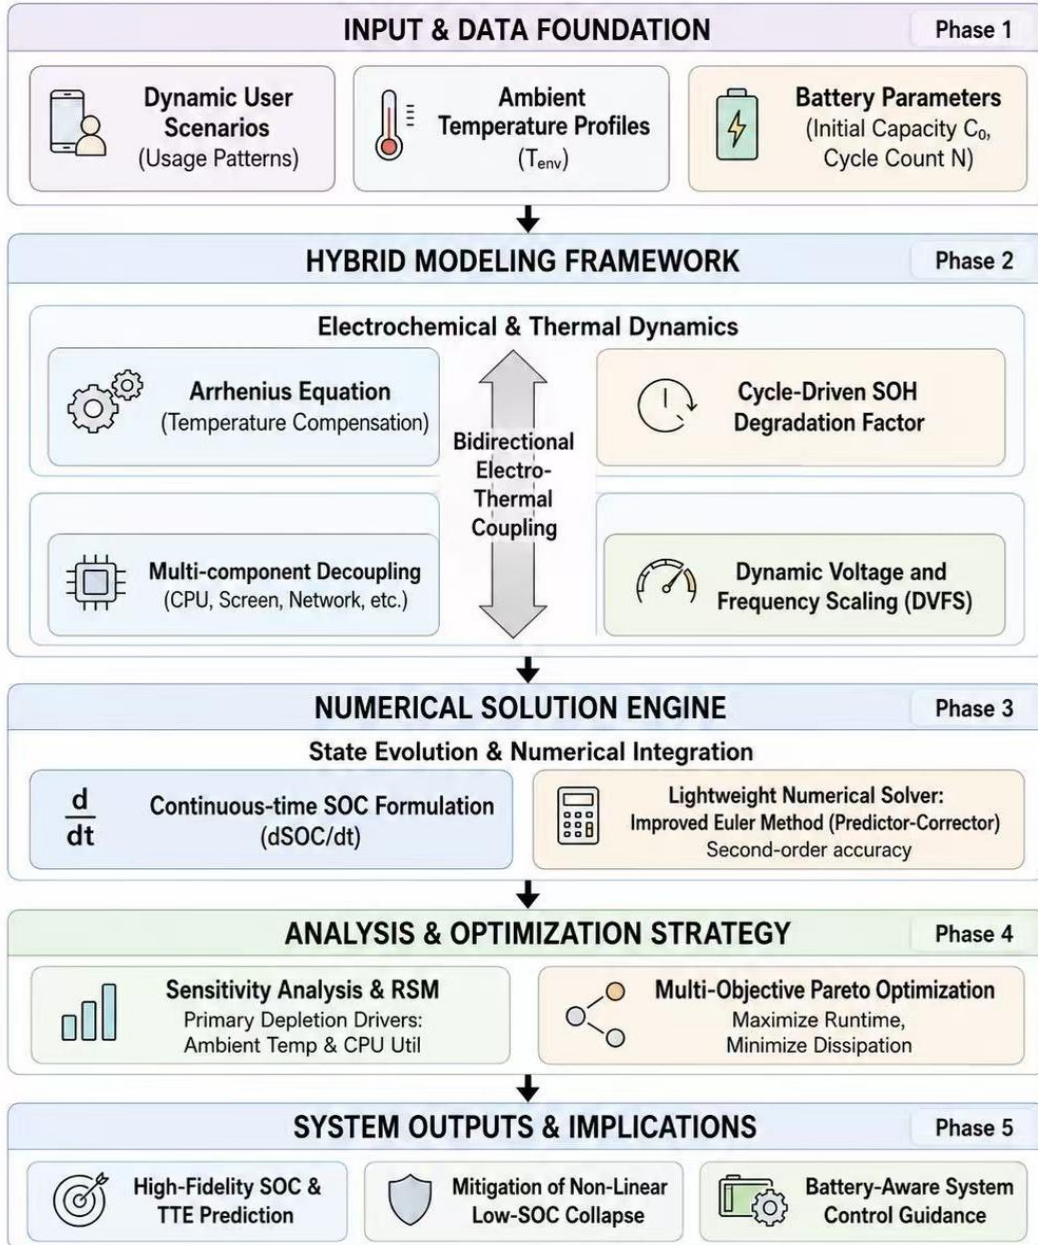 INPUT & DATA FOUNDATION
Phase 1
Dynamic User
Scenarios
(Usage Patterns)
Ambient
Temperature Profiles
(Tₑₙᵥ)
Battery Parameters
(Initial Capacity C₀,
Cycle Count N)
HYBRID MODELING FRAMEWORK
Phase 2
Electrochemical & Thermal Dynamics
Arrhenius Equation
(Temperature Compensation)
Bidirectional
Electro-
Thermal
Coupling
Cycle-Driven SOH
Degradation Factor
Multi-component Decoupling
(CPU, Screen, Network, etc.)
Dynamic Voltage and
Frequency Scaling (DVFS)
NUMERICAL SOLUTION ENGINE
Phase 3
State Evolution & Numerical Integration
d
dt
Continuous-time SOC Formulation
(dSOC/dt)
Lightweight Numerical Solver:
Improved Euler Method (Predictor-Corrector)
Second-order accuracy
ANALYSIS & OPTIMIZATION STRATEGY
Phase 4
Sensitivity Analysis & RSM
Primary Depletion Drivers:
Ambient Temp & CPU Util
Multi-Objective Pareto Optimization
Maximize Runtime,
Minimize Dissipation
SYSTEM OUTPUTS & IMPLICATIONS
Phase 5
High-Fidelity SOC &
TTE Prediction
Mitigation of Non-Linear
Low-SOC Collapse
Battery-Aware System
Control Guidance